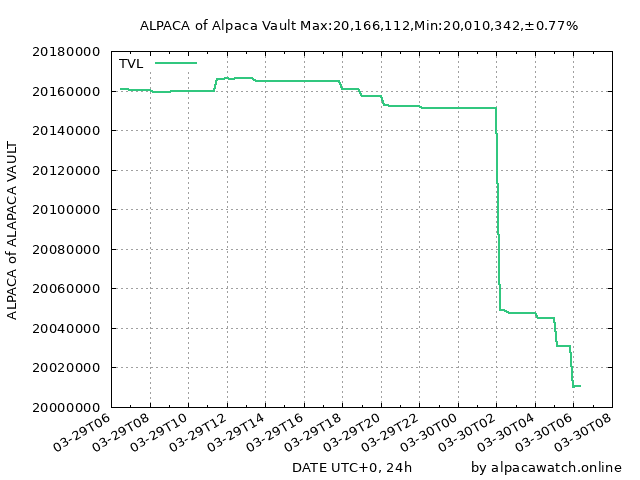 ALPACA of Alpaca Vault Max:20,166,112,Min:20,010,342,±0.77%
TVL
20180000
20160000
20140000
20120000
20100000
20080000
20060000
20040000
20020000
20000000
ALPACA of ALAPACA VAULT
03-29T06
03-29T08
03-29T10
03-29T12
03-29T14
03-29T16
03-29T18
03-29T20
03-29T22
03-30T00
03-30T02
03-30T04
03-30T06
03-30T08
DATE UTC+0, 24h
by alpacawatch.online